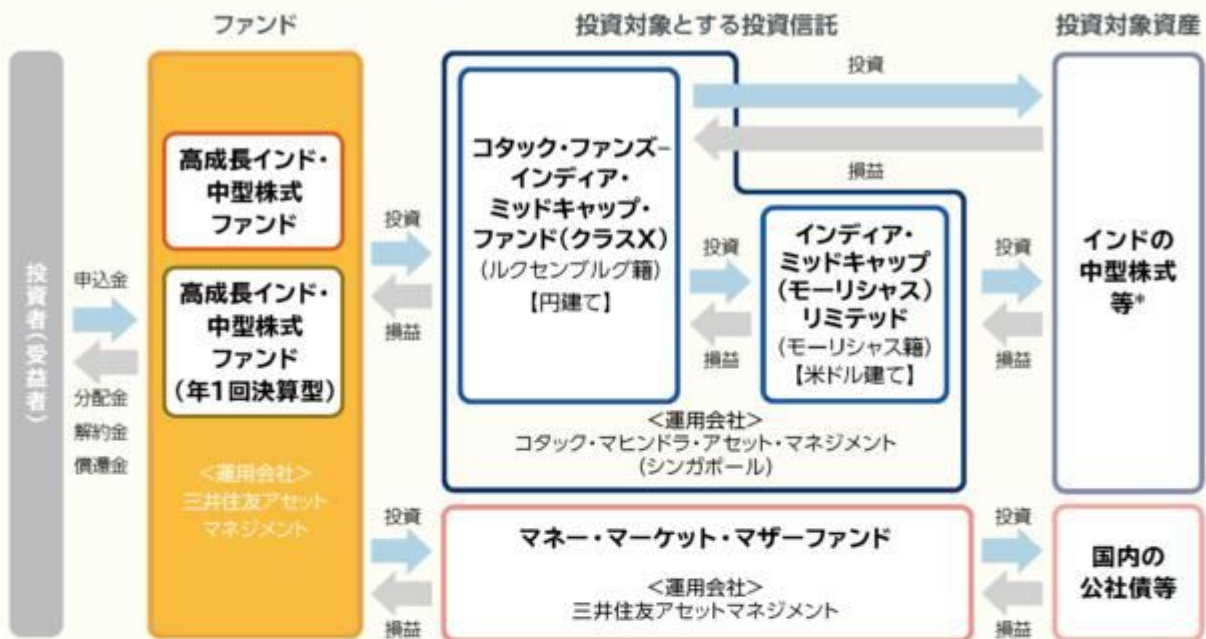 ファンド
投資対象とする投資信託
投資対象資産
投資者(受益者)
申込金
分配金
解約金
償還金
高成長インド・
中型株式
ファンド
高成長インド・
中型株式
ファンド
(年1回決算型)
<運用会社>
三井住友アセット
マネジメント
投資
損益
コタック・ファンズ−
インディア・
ミッドキャップ・
ファンド(クラスX)
(ルクセンブルグ籍)
【円建て】
投資
損益
投資
損益
インディア・
ミッドキャップ
(モーリシャス)
リミテッド
(モーリシャス籍)
【米ドル建て】
<運用会社>
コタック・マヒンドラ・アセット・マネジメント
(シンガポール)
投資
損益
インドの
中型株式
等*
投資
損益
マネー・マーケット・マザーファンド
<運用会社>
三井住友アセットマネジメント
投資
損益
国内の
公社債等